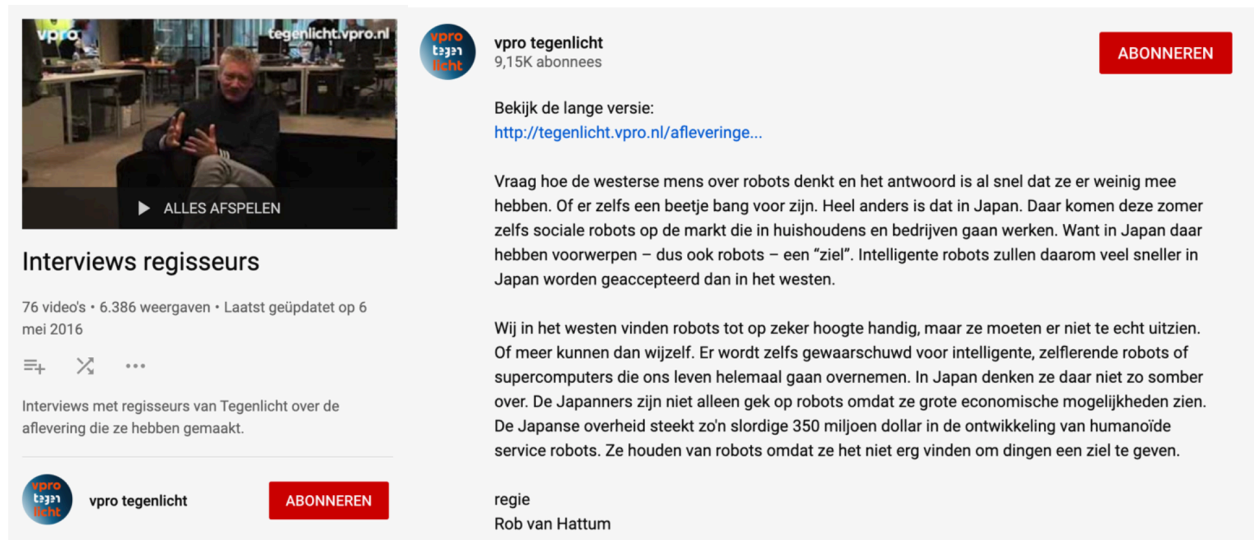 vpro
tegenlicht.vpro.nl
ALLES AFSPELEN
Interviews regisseurs
76 video's • 6.386 weergaven • Laatst geüpdatet op 6
mei 2016
Interviews met regisseurs van Tegenlicht over de
aflevering die ze hebben gemaakt.
vpro
tegen
licht
vpro tegenlicht
ABONNEREN
vpro
tegen
licht
vpro tegenlicht
9,15K abonnees
ABONNEREN
Bekijk de lange versie:
http://tegenlicht.vpro.nl/afleveringe...
Vraag hoe de westerse mens over robots denkt en het antwoord is al snel dat ze er weinig mee
hebben. Of er zelfs een beetje bang voor zijn. Heel anders is dat in Japan. Daar komen deze zomer
zelfs sociale robots op de markt die in huishoudens en bedrijven gaan werken. Want in Japan daar
hebben voorwerpen – dus ook robots – een “ziel”. Intelligente robots zullen daarom veel sneller in
Japan worden geaccepteerd dan in het westen.
Wij in het westen vinden robots tot op zeker hoogte handig, maar ze moeten er niet te echt uitzien.
Of meer kunnen dan wijzelf. Er wordt zelfs gewaarschuwd voor intelligente, zelflerende robots of
supercomputers die ons leven helemaal gaan overnemen. In Japan denken ze daar niet zo somber
over. De Japanners zijn niet alleen gek op robots omdat ze grote economische mogelijkheden zien.
De Japanse overheid steekt zo'n slordige 350 miljoen dollar in de ontwikkeling van humanoïde
service robots. Ze houden van robots omdat ze het niet erg vinden om dingen een ziel te geven.
regie
Rob van Hattum